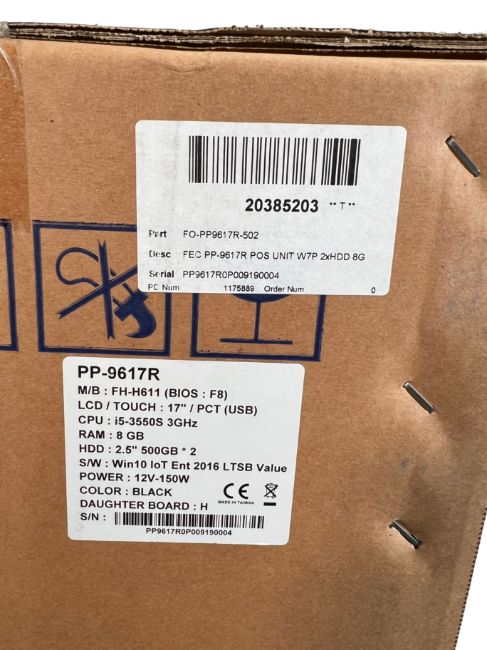 20385203 ** T **
Part FO-PP9617R-502
Desc FEC PP-9617R POS UNIT W7P 2xHDD 8G
Serial PP9617R0P009190004
PC Num 1175889 Order Num 0
PP-9617R
M/B : FH-H611 (BIOS : F8)
LCD / TOUCH : 17" / PCT (USB)
CPU : i5-3550S 3GHz
RAM : 8 GB
HDD : 2.5" 500GB * 2
S/W : Win10 IoT Ent 2016 LTSB Value
POWER : 12V-150W
COLOR : BLACK
CE
MADE IN TAIWAN
DAUGHTER BOARD : H
S/N :
PP9617R0P009190004